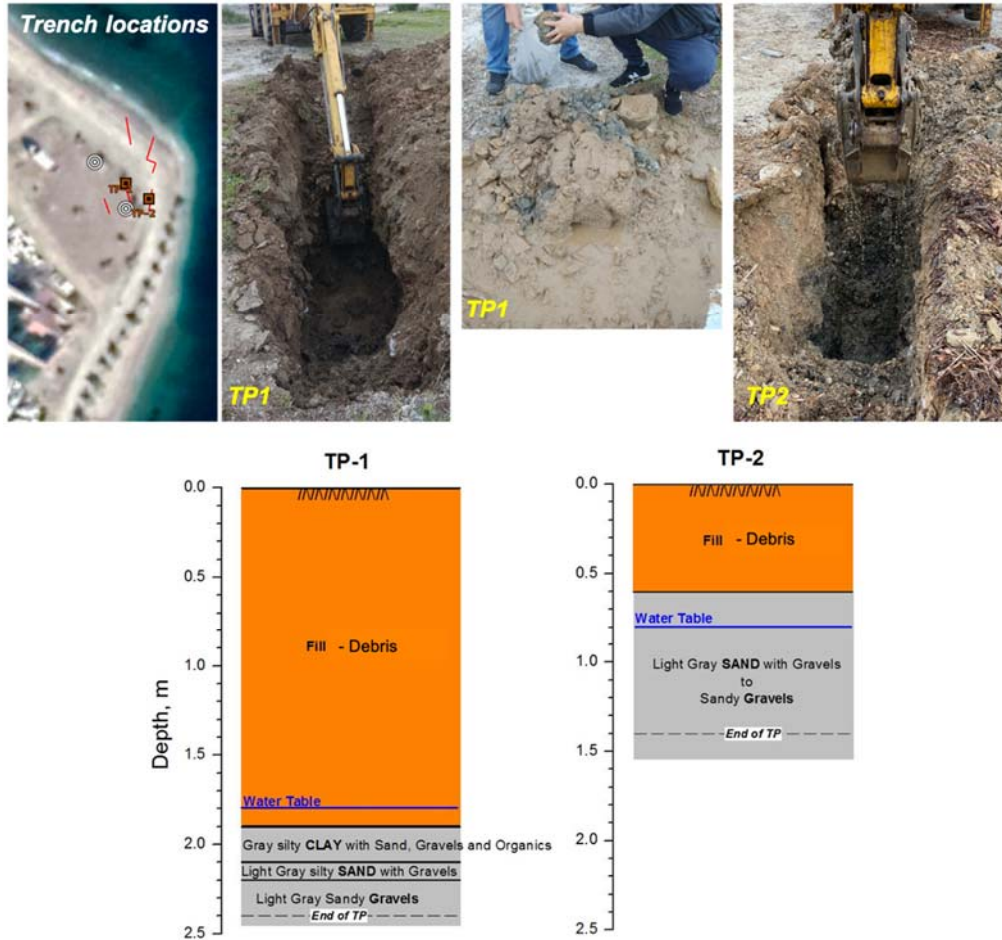 Trench locations
TP-2
TP1
TP1
TP2
TP-1
TP-2
0.0
0.5
1.0
1.5
2.0
2.5
Depth, m
Fill - Debris
Water Table
Gray silty CLAY with Sand, Gravels and Organics
Light Gray silty SAND with Gravels
Light Gray Sandy Gravels
End of TP
0.0
0.5
1.0
1.5
2.0
2.5
Fill - Debris
Water Table
Light Gray SAND with Gravels
to
Sandy Gravels
End of TP